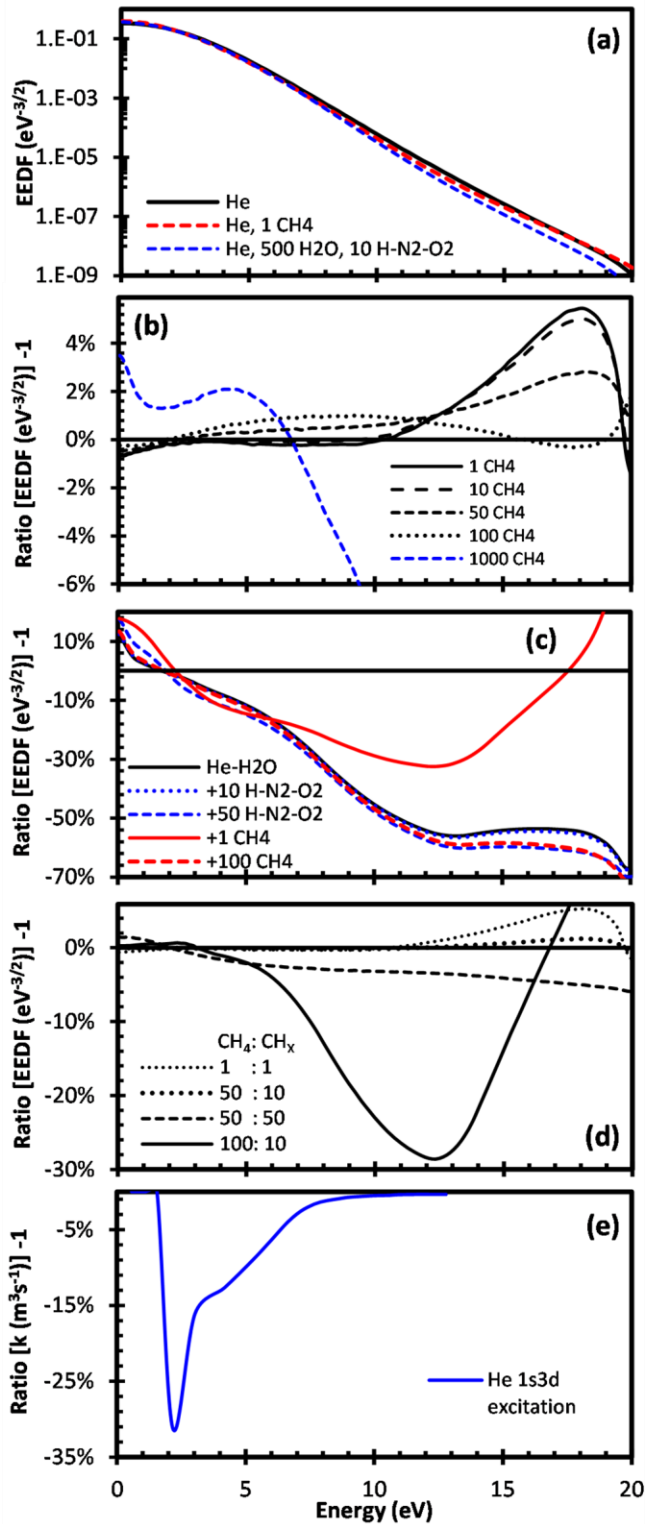 (a)
EEDF (eV-3/2)
1.E-01
1.E-03
1.E-05
1.E-07
1.E-09
He
He, 1 CH4
He, 500 H2O, 10 H-N2-O2
(b)
Ratio [EEDF (eV-3/2)] -1
4%
2%
0%
-2%
-4%
-6%
1 CH4
10 CH4
50 CH4
100 CH4
1000 CH4
(c)
Ratio [EEDF (eV-3/2)] -1
10%
-10%
-30%
-50%
-70%
He-H2O
+10 H-N2-O2
+50 H-N2-O2
+1 CH4
+100 CH4
Ratio [EEDF (eV-3/2)] -1
0%
-10%
-20%
-30%
CH4: CHX
1 : 1
50 : 10
50 : 50
100: 10
(d)
(e)
Ratio [k (m3s-1)] -1
-5%
-15%
-25%
-35%
He 1s3d
excitation
0 5 10 15 20
Energy (eV)